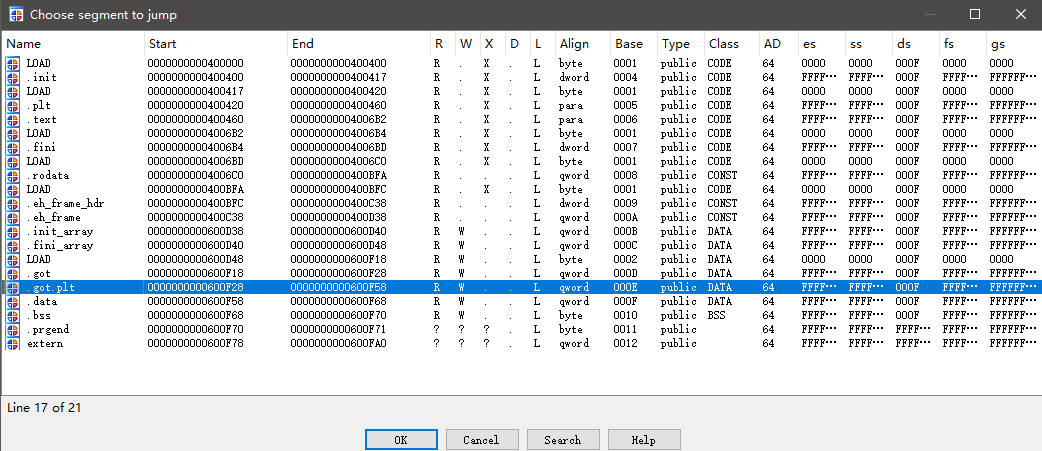 Choose segment to jump
Name Start End R W X D L Align Base Type Class AD es ss ds fs gs
LOAD 0000000000400000 0000000000400400 R . X . L byte 0001 public CODE 64 0000 0000 000F 0000 0000
.init 0000000000400400 0000000000400417 R . X . L dword 0004 public CODE 64 FFFF… FFFF… 000F FFFF… FFFFFF…
LOAD 0000000000400417 0000000000400420 R . X . L byte 0001 public CODE 64 0000 0000 000F 0000 0000
.plt 0000000000400420 0000000000400460 R . X . L para 0005 public CODE 64 FFFF… FFFF… 000F FFFF… FFFFFF…
.text 0000000000400460 00000000004006B2 R . X . L para 0006 public CODE 64 FFFF… FFFF… 000F FFFF… FFFFFF…
LOAD 00000000004006B2 00000000004006B4 R . X . L byte 0001 public CODE 64 0000 0000 000F 0000 0000
.fini 00000000004006B4 00000000004006BD R . X . L dword 0007 public CODE 64 FFFF… FFFF… 000F FFFF… FFFFFF…
LOAD 00000000004006BD 00000000004006C0 R . X . L byte 0001 public CODE 64 0000 0000 000F 0000 0000
.rodata 00000000004006C0 0000000000400BFA R . . . L qword 0008 public CONST 64 FFFF… FFFF… 000F FFFF… FFFFFF…
LOAD 0000000000400BFA 0000000000400BFC R . X . L byte 0001 public CODE 64 0000 0000 000F 0000 0000
.eh_frame_hdr 0000000000400BFC 0000000000400C38 R . . . L dword 0009 public CONST 64 FFFF… FFFF… 000F FFFF… FFFFFF…
.eh_frame 0000000000400C38 0000000000400D38 R . . . L qword 000A public CONST 64 FFFF… FFFF… 000F FFFF… FFFFFF…
.init_array 0000000000600D38 0000000000600D40 R W . . L qword 000B public DATA 64 FFFF… FFFF… 000F FFFF… FFFFFF…
.fini_array 0000000000600D40 0000000000600D48 R W . . L qword 000C public DATA 64 FFFF… FFFF… 000F FFFF… FFFFFF…
LOAD 0000000000600D48 0000000000600F18 R W . . L byte 0002 public DATA 64 0000 0000 000F 0000 0000
.got 0000000000600F18 0000000000600F28 R W . . L qword 000D public DATA 64 FFFF… FFFF… 000F FFFF… FFFFFF…
.got.plt 0000000000600F28 0000000000600F58 R W . . L qword 000E public DATA 64 FFFF… FFFF… 000F FFFF… FFFFFF…
.data 0000000000600F58 0000000000600F68 R W . . L qword 000F public DATA 64 FFFF… FFFF… 000F FFFF… FFFFFF…
.bss 0000000000600F68 0000000000600F70 R W . . L byte 0010 public BSS 64 FFFF… FFFF… 000F FFFF… FFFFFF…
.prgend 0000000000600F70 0000000000600F71 ? ? ? . L byte 0011 public 64 FFFF… FFFF… FFFF… FFFF… FFFFFF…
extern 0000000000600F78 0000000000600FA0 ? ? ? . L qword 0012 public 64 FFFF… FFFF… FFFF… FFFF… FFFFFF…
Line 17 of 21
OK Cancel Search Help